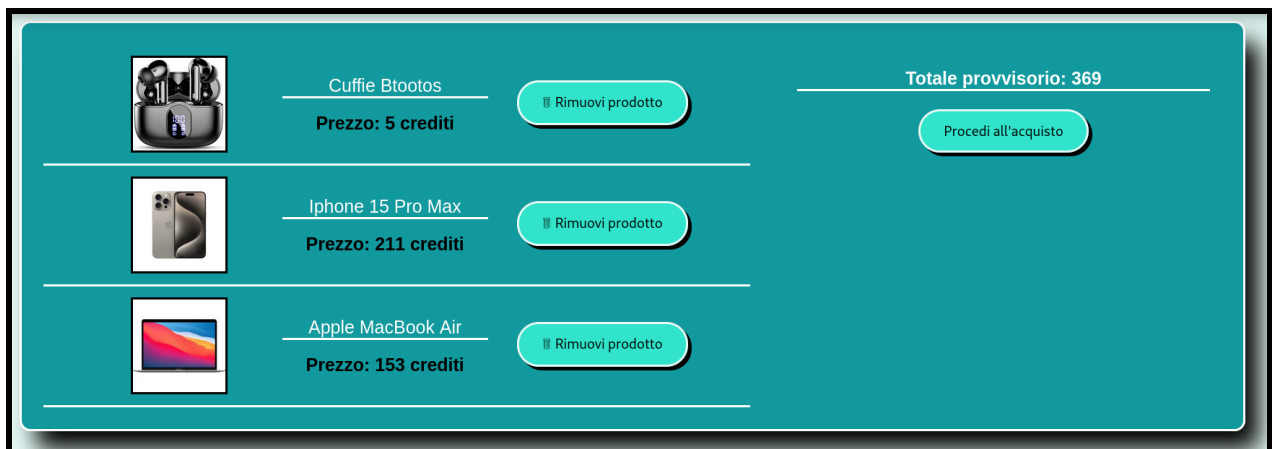 Cuffie Btootos
Prezzo: 5 crediti
Rimuovi prodotto
Iphone 15 Pro Max
Prezzo: 211 crediti
Rimuovi prodotto
Apple MacBook Air
Prezzo: 153 crediti
Rimuovi prodotto
Totale provvisorio: 369
Procedi all'acquisto